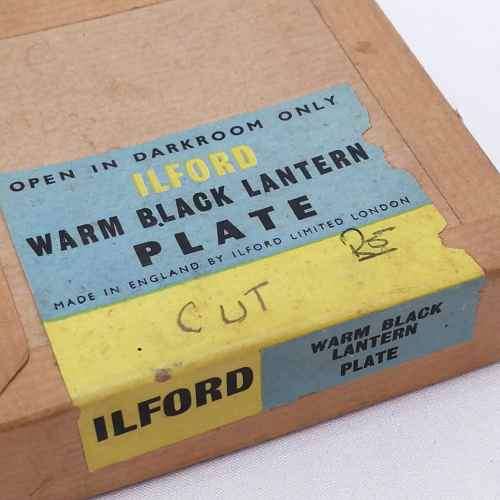 OPEN IN DARKROOM ONLY
ILFORD
WARM BLACK LANTERN
PLATE
MADE IN ENGLAND BY ILFORD LIMITED LONDON
CUT
ILFORD
WARM BLACK
LANTERN
PLATE